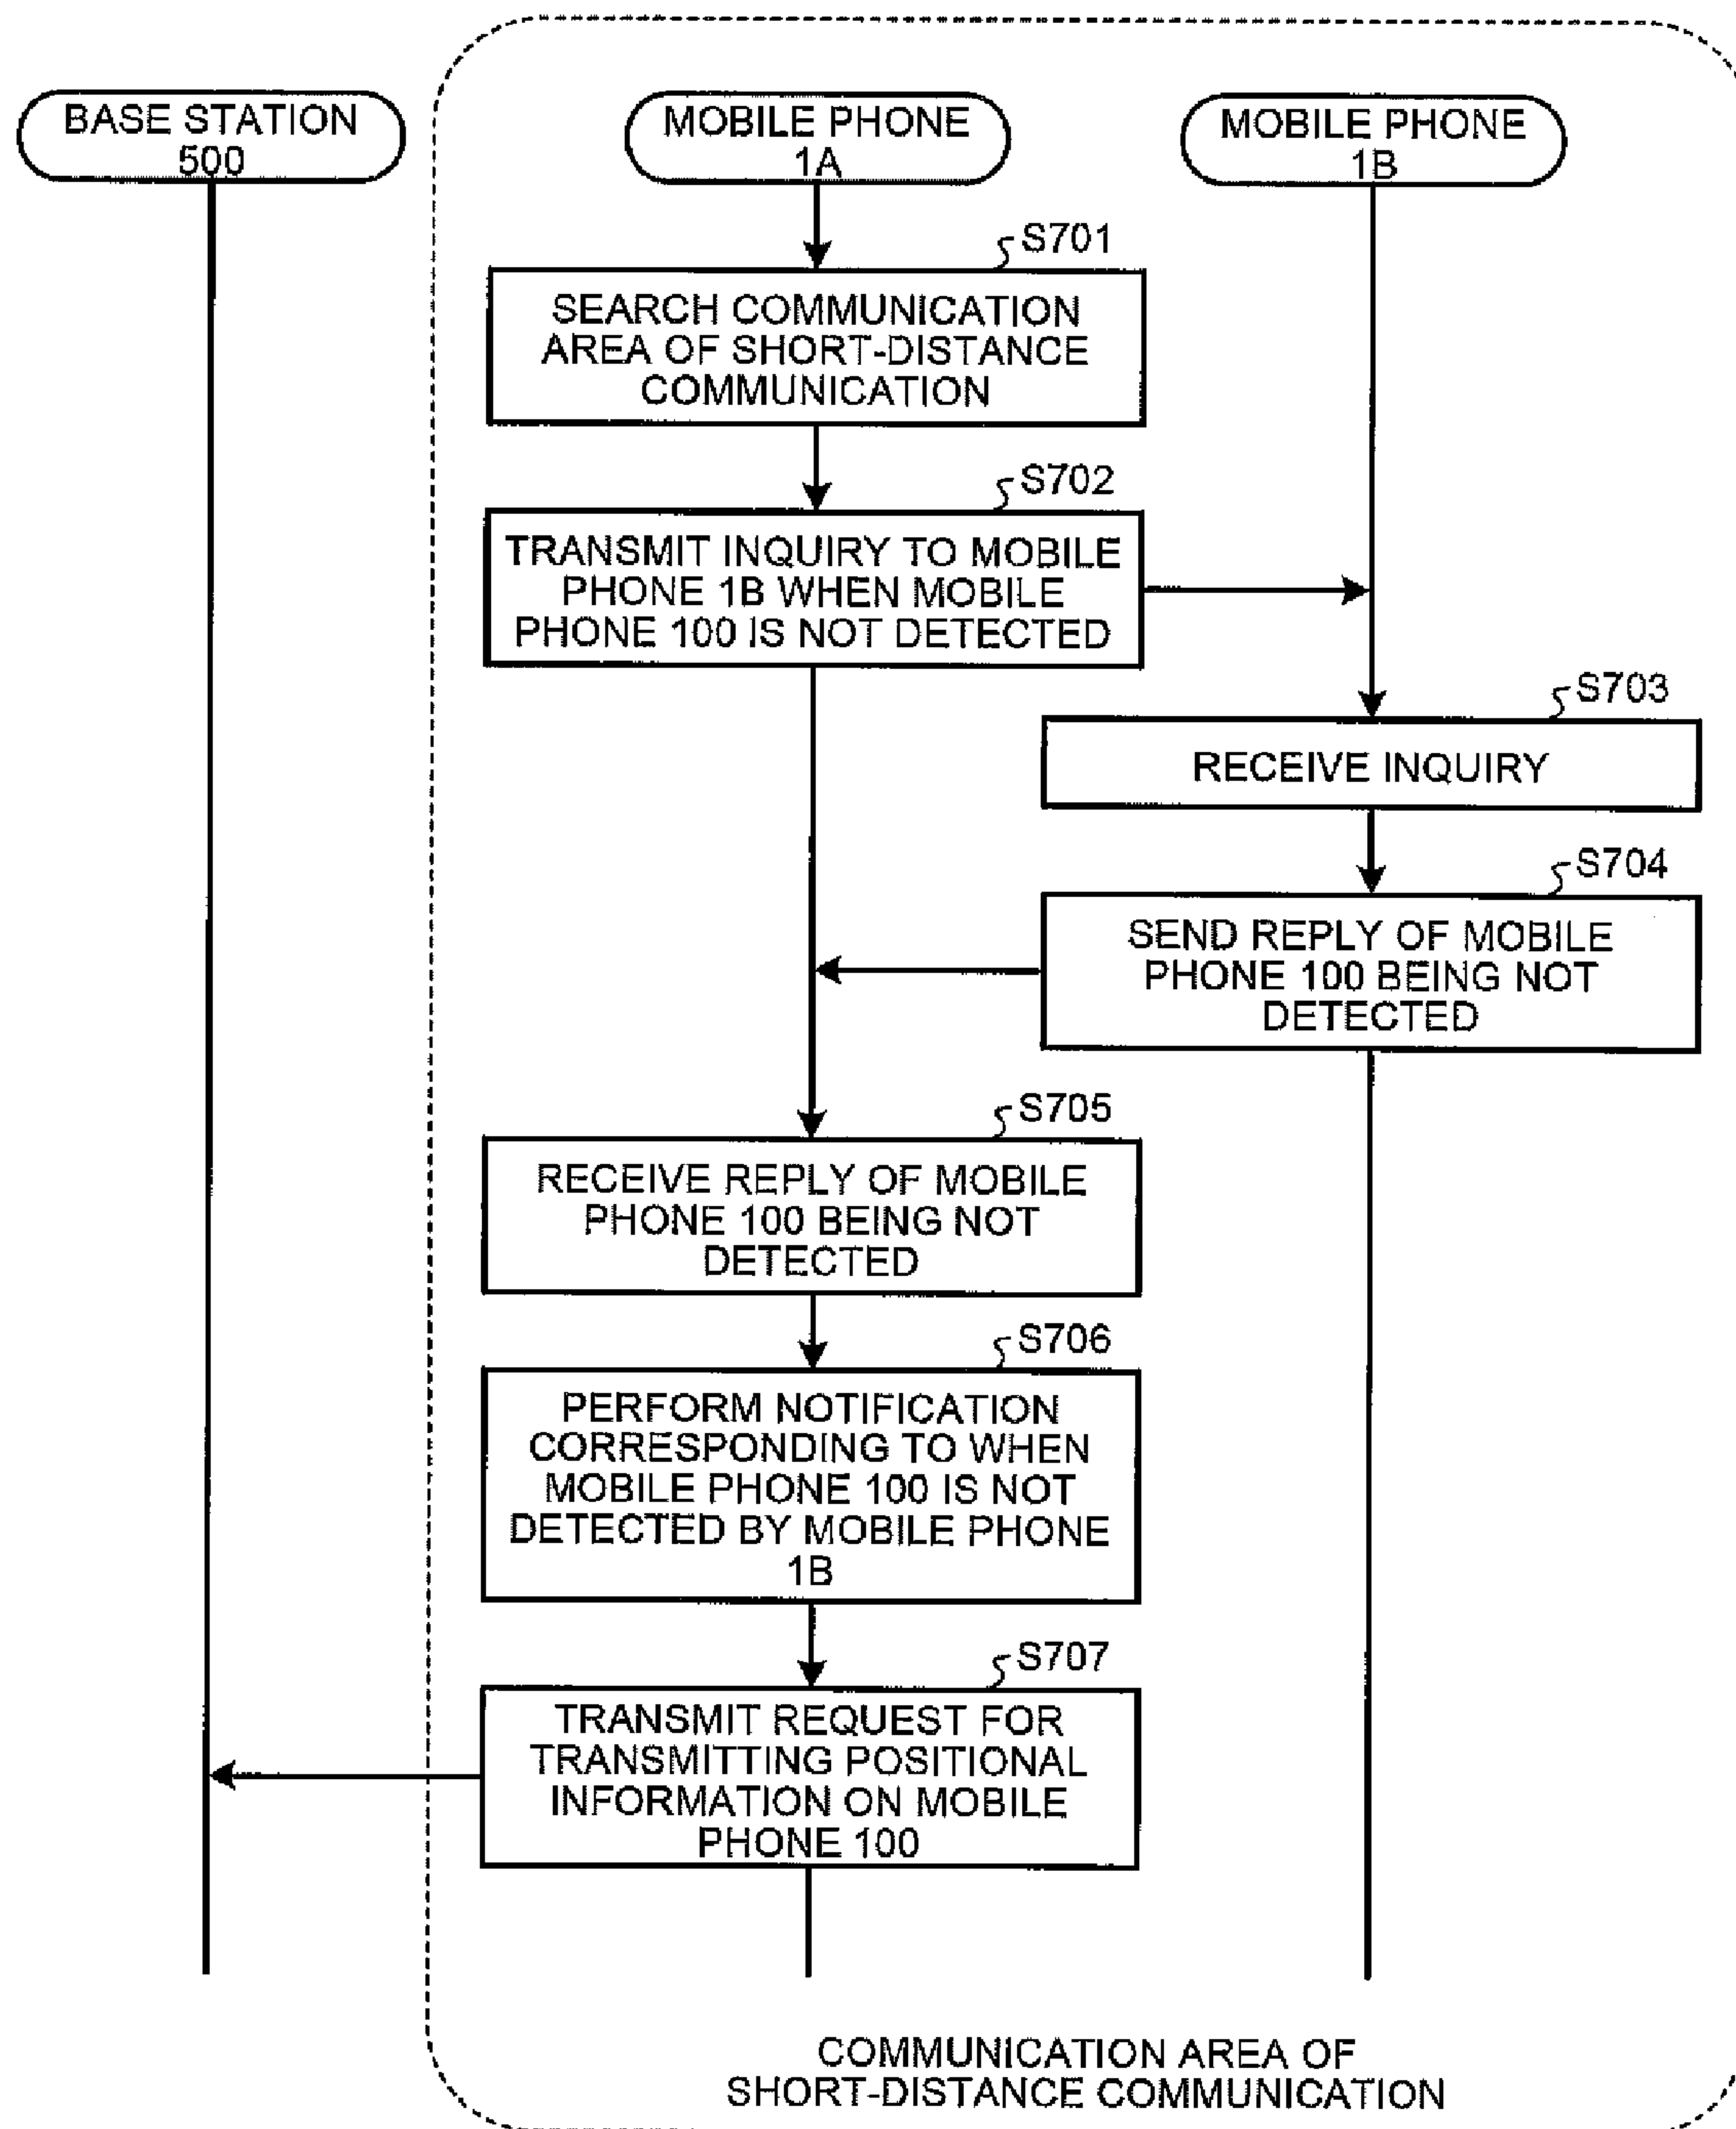 BASE STATION
500
MOBILE PHONE
1A
MOBILE PHONE
1B
S701
SEARCH COMMUNICATION
AREA OF SHORT-DISTANCE
COMMUNICATION
S702
TRANSMIT INQUIRY TO MOBILE
PHONE 1B WHEN MOBILE
PHONE 100 IS NOT DETECTED
S703
RECEIVE INQUIRY
S704
SEND REPLY OF MOBILE
PHONE 100 BEING NOT
DETECTED
S705
RECEIVE REPLY OF MOBILE
PHONE 100 BEING NOT
DETECTED
S706
PERFORM NOTIFICATION
CORRESPONDING TO WHEN
MOBILE PHONE 100 IS NOT
DETECTED BY MOBILE PHONE
1B
S707
TRANSMIT REQUEST FOR
TRANSMITTING POSITIONAL
INFORMATION ON MOBILE
PHONE 100
COMMUNICATION AREA OF
SHORT-DISTANCE COMMUNICATION